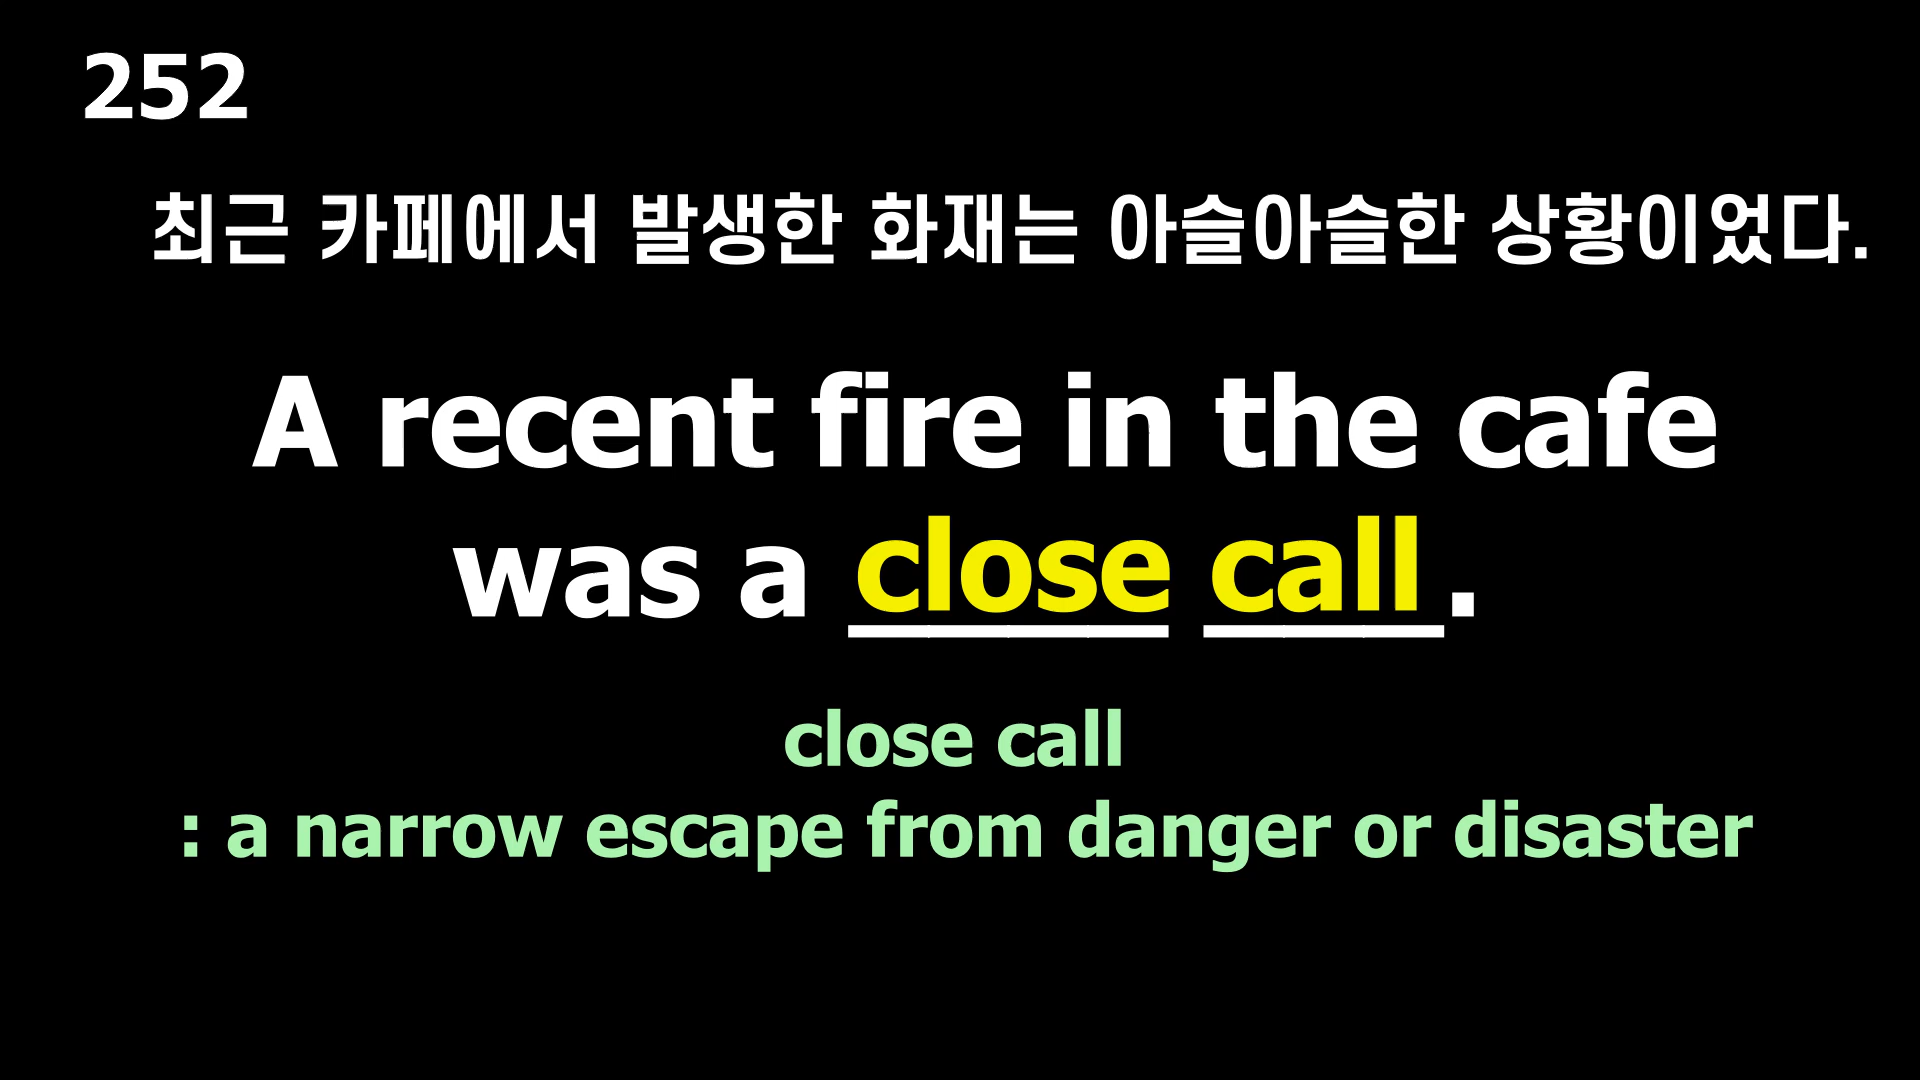 252
최근 카페에서 발생한 화재는 아슬아슬한 상황이었다.
A recent fire in the cafe
was a close call.
close call
: a narrow escape from danger or disaster